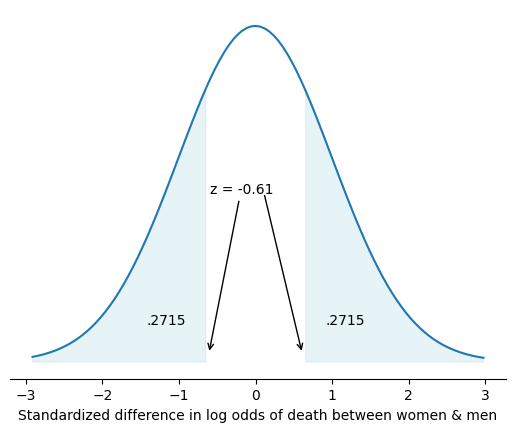 z = -0.61
.2715 .2715
−3 −2 −1 0 1 2 3
Standardized difference in log odds of death between women & men